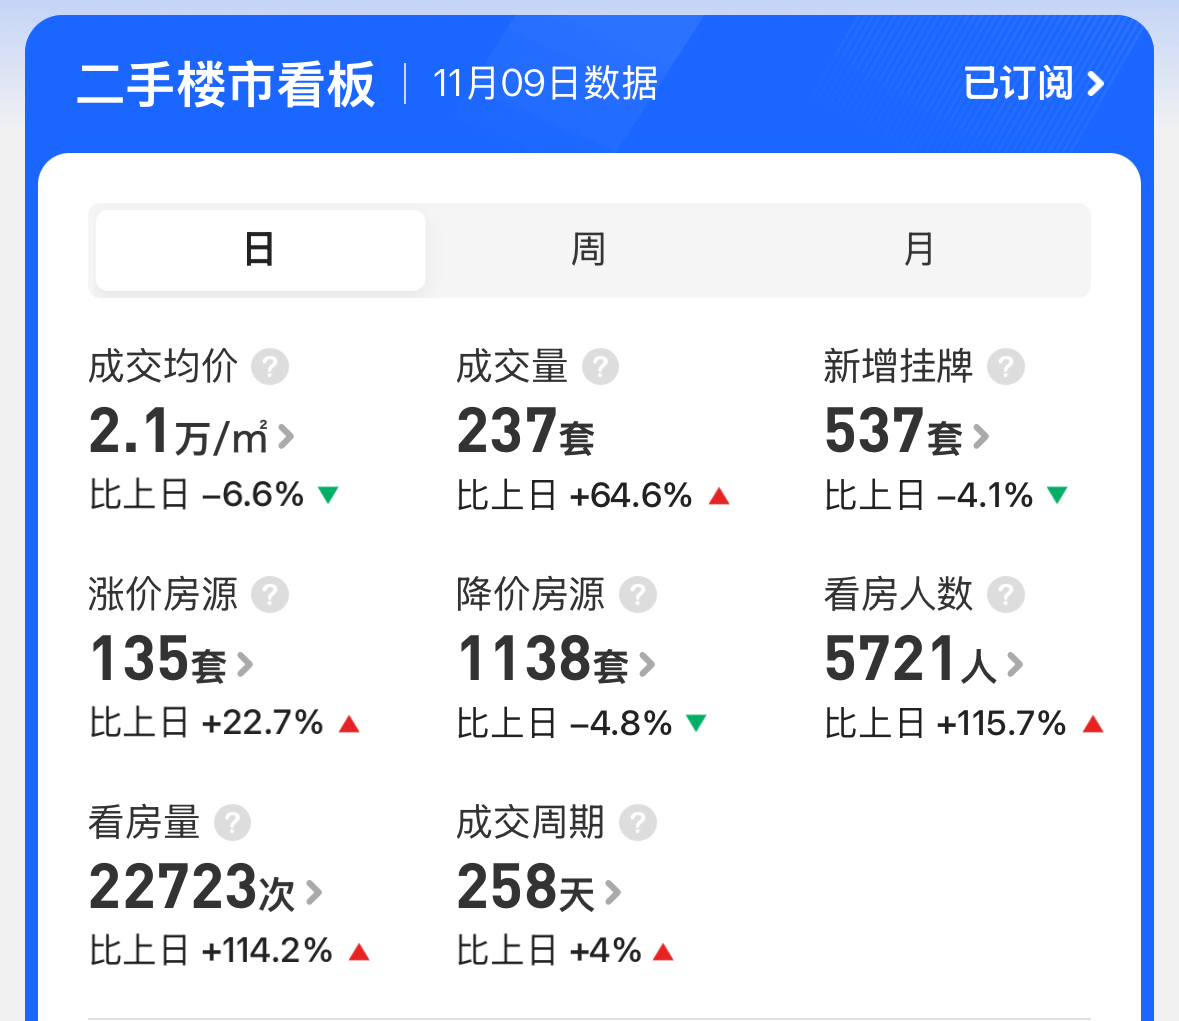 二手楼市看板 | 11月09日数据 已订阅 >
日 周 月
成交均价 ? 成交量 ? 新增挂牌 ?
2.1万/㎡ > 237套 537套 >
比上日 –6.6% ▼ 比上日 +64.6% ▲ 比上日 –4.1% ▼
涨价房源 ? 降价房源 ? 看房人数 ?
135套 > 1138套 > 5721人 >
比上日 +22.7% ▲ 比上日 –4.8% ▼ 比上日 +115.7% ▲
看房量 ? 成交周期 ?
22723次 > 258天 >
比上日 +114.2% ▲ 比上日 +4% ▲